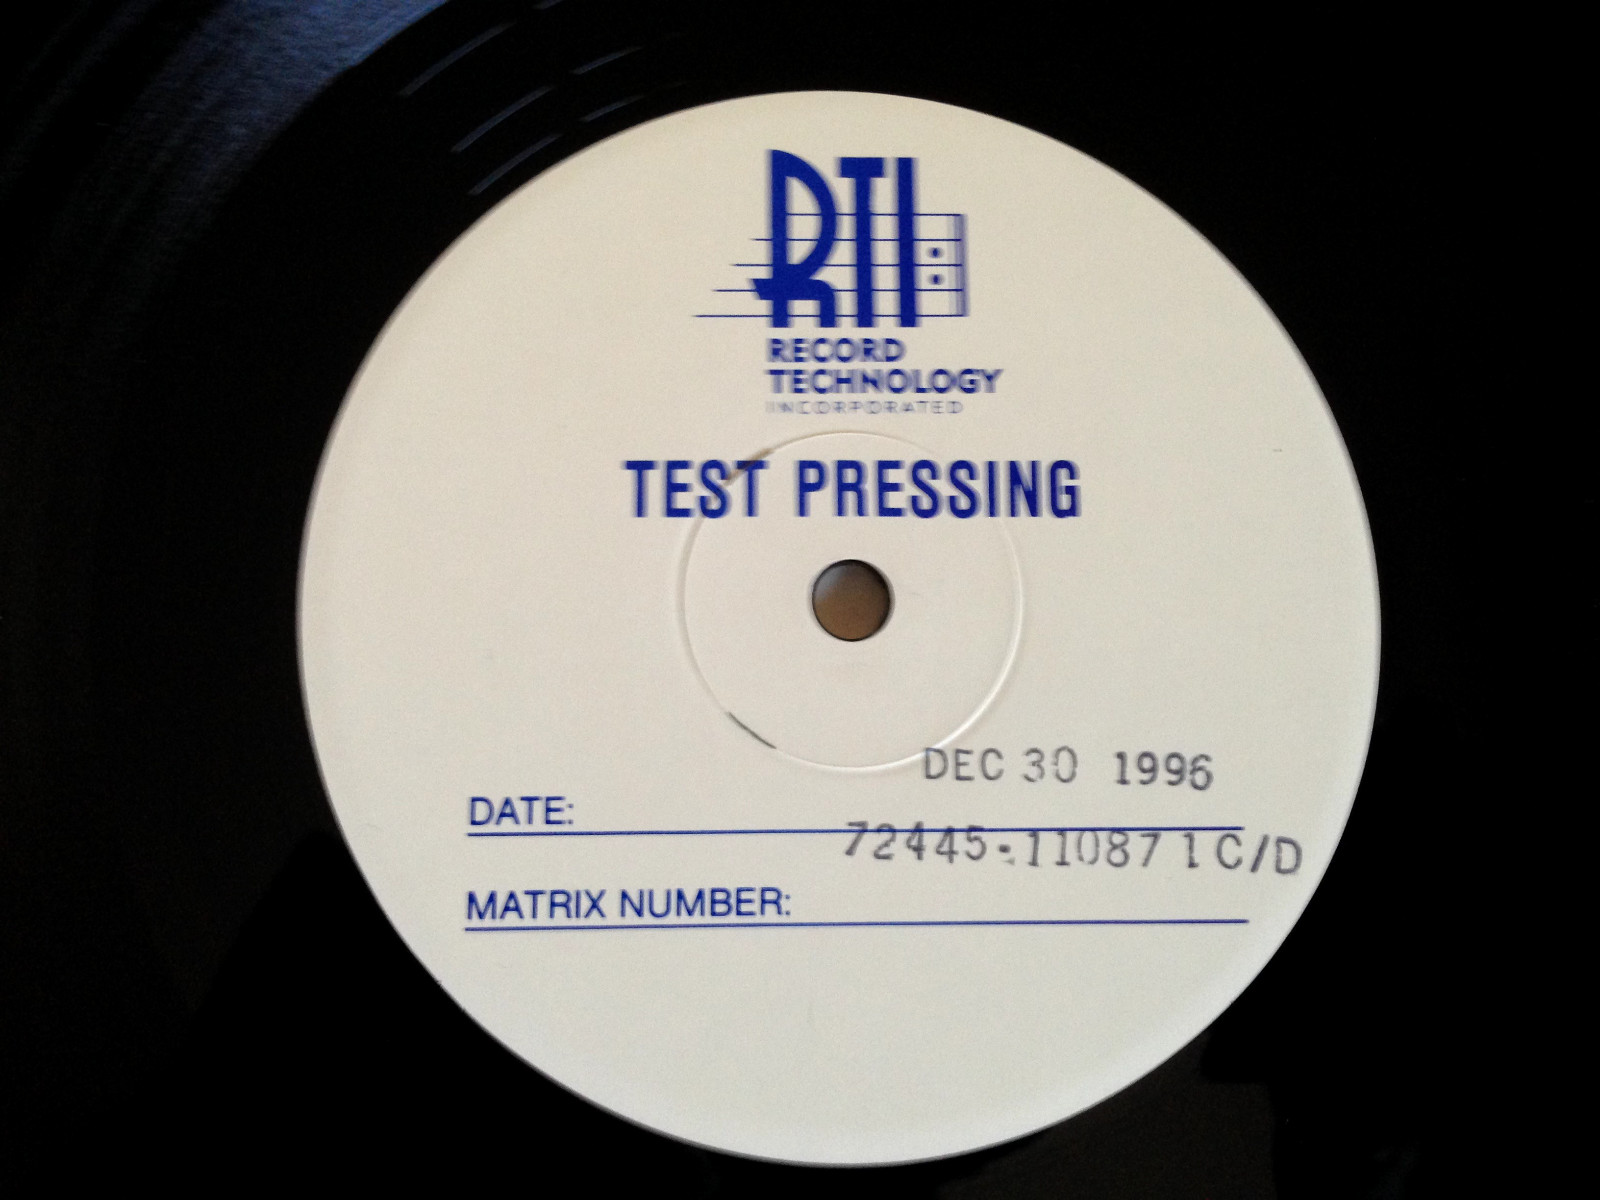 RTI
RECORD
TECHNOLOGY
INCORPORATED
TEST PRESSING
DEC 30 1996
DATE:
72445-11087 1 C/D
MATRIX NUMBER: